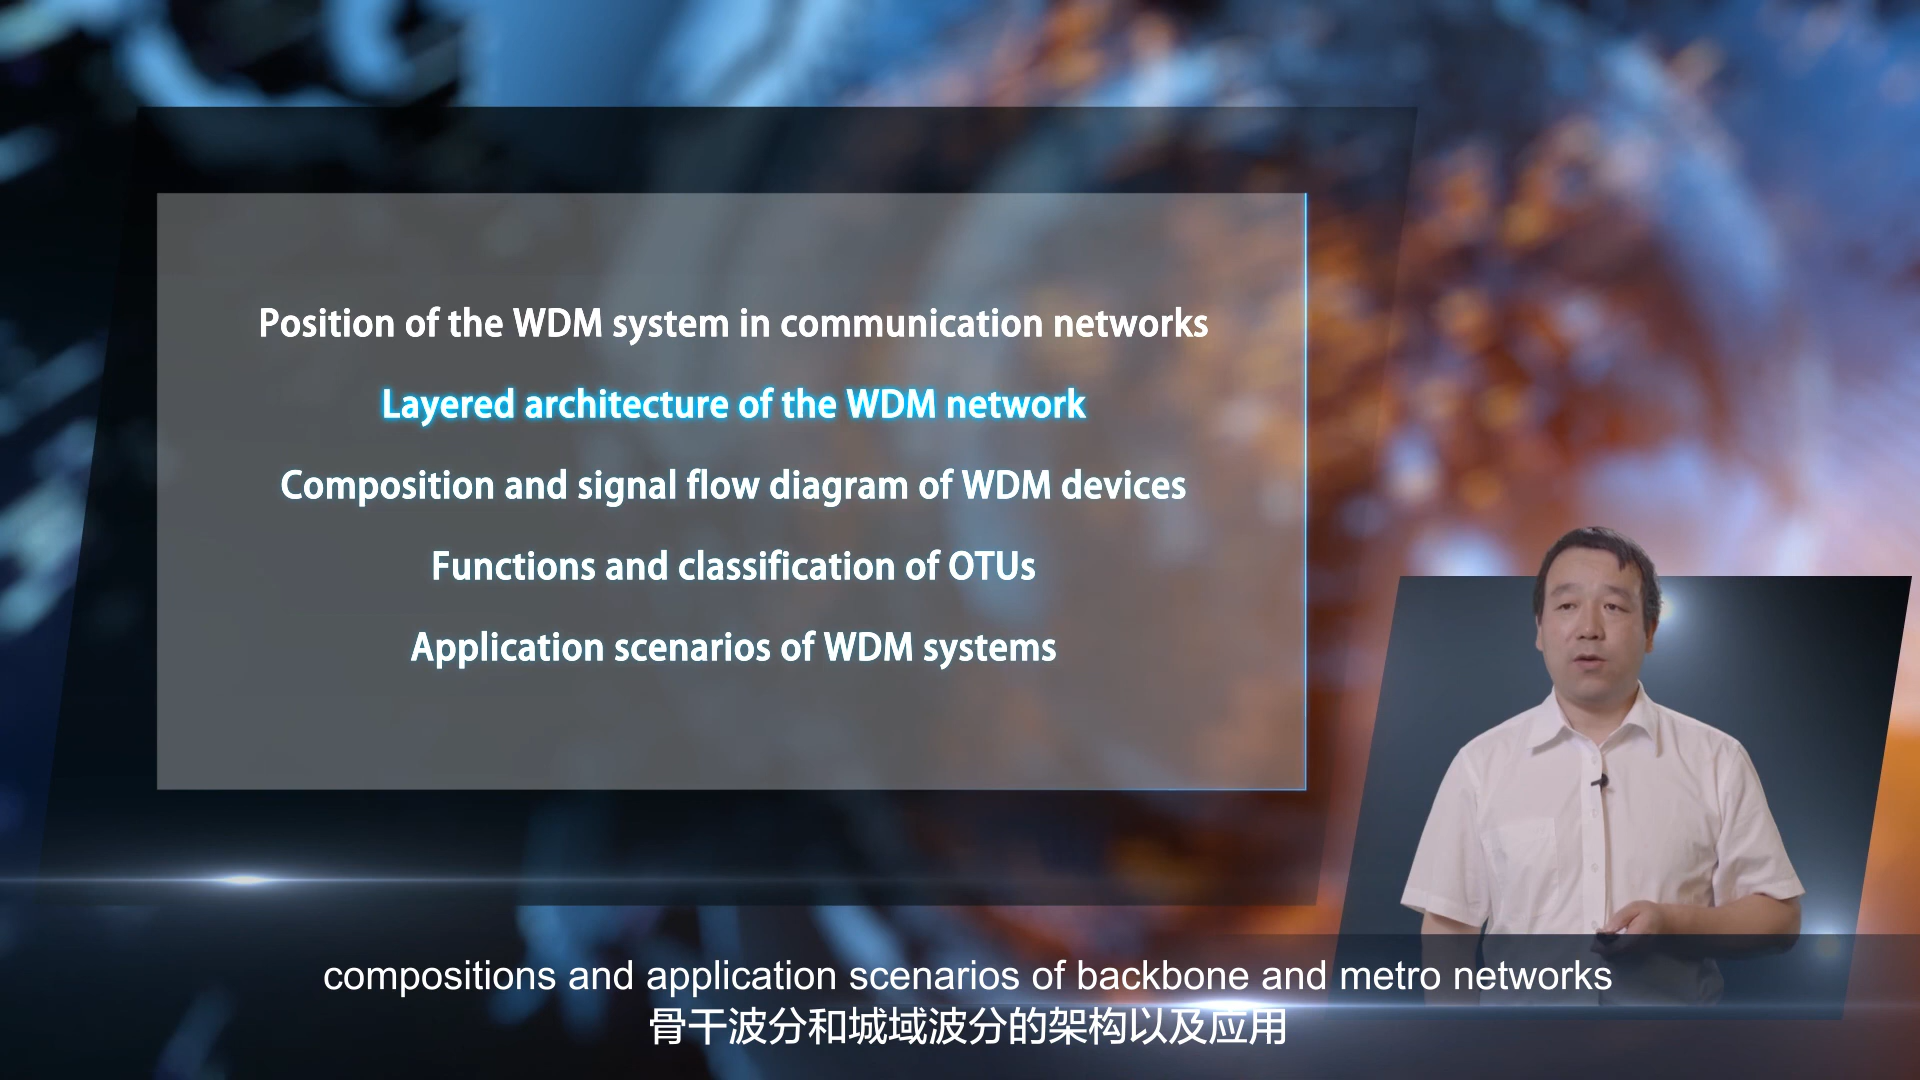 Position of the WDM system in communication networks
Layered architecture of the WDM network
Composition and signal flow diagram of WDM devices
Functions and classification of OTUs
Application scenarios of WDM systems
compositions and application scenarios of backbone and metro networks
骨干波分和城域波分的架构以及应用